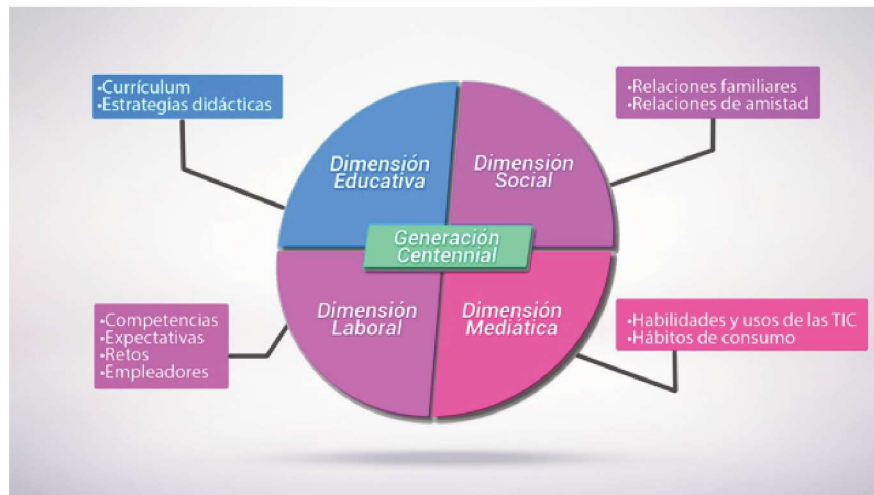 •Currículum
•Estrategias didácticas
•Relaciones familiares
•Relaciones de amistad
Dimensión
Educativa
Dimensión
Social
Generación
Centennial
Dimensión
Laboral
Dimensión
Mediática
•Competencias
•Expectativas
•Retos
•Empleadores
•Habilidades y usos de las TIC
•Hábitos de consumo